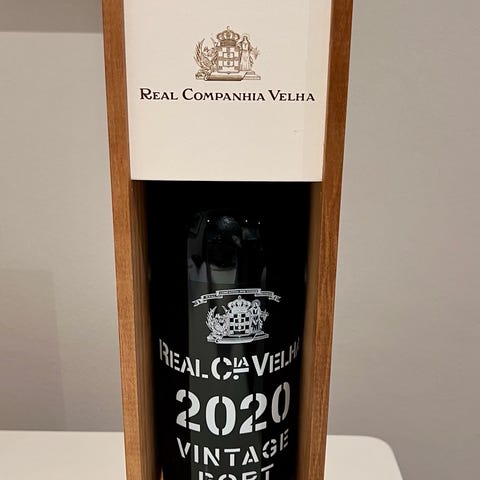 REAL COMPANHIA VELHA
REAL CIA VELHA
2020
VINTAGE
PORT